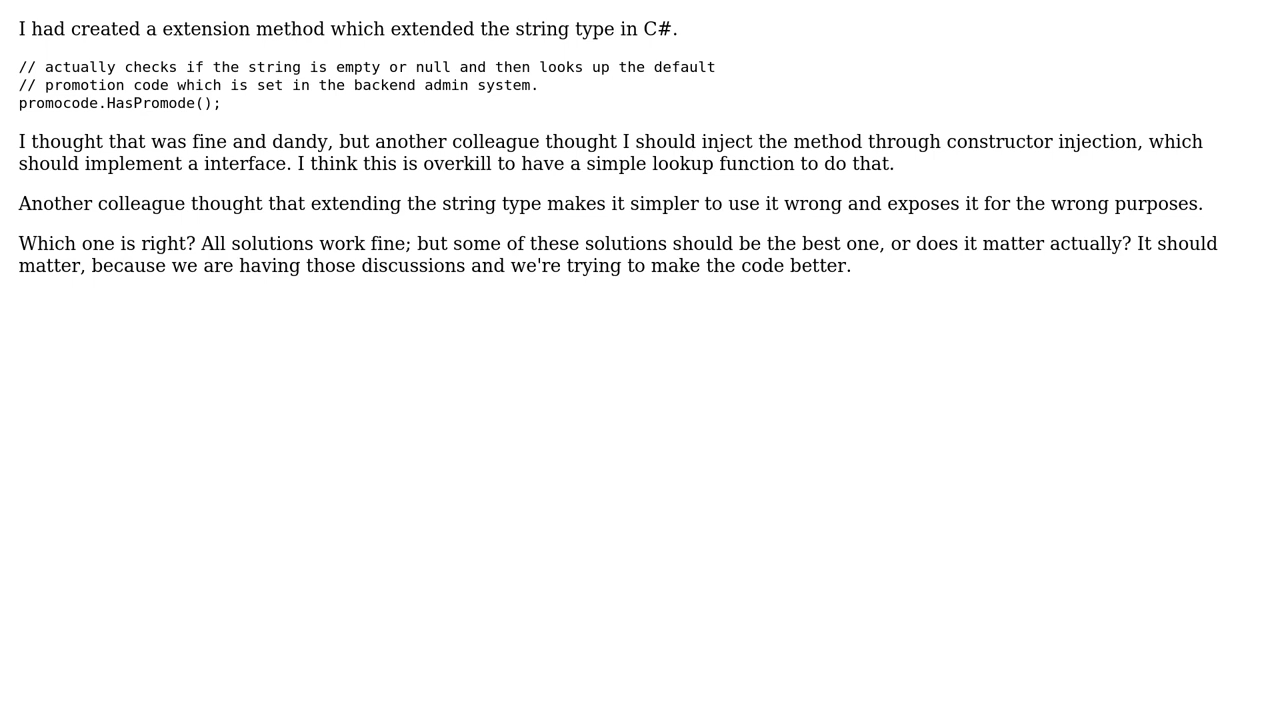 I had created a extension method which extended the string type in C#.
// actually checks if the string is empty or null and then looks up the default
// promotion code which is set in the backend admin system.
promocode.HasPromode();
I thought that was fine and dandy, but another colleague thought I should inject the method through constructor injection, which
should implement a interface. I think this is overkill to have a simple lookup function to do that.
Another colleague thought that extending the string type makes it simpler to use it wrong and exposes it for the wrong purposes.
Which one is right? All solutions work fine; but some of these solutions should be the best one, or does it matter actually? It should
matter, because we are having those discussions and we're trying to make the code better.